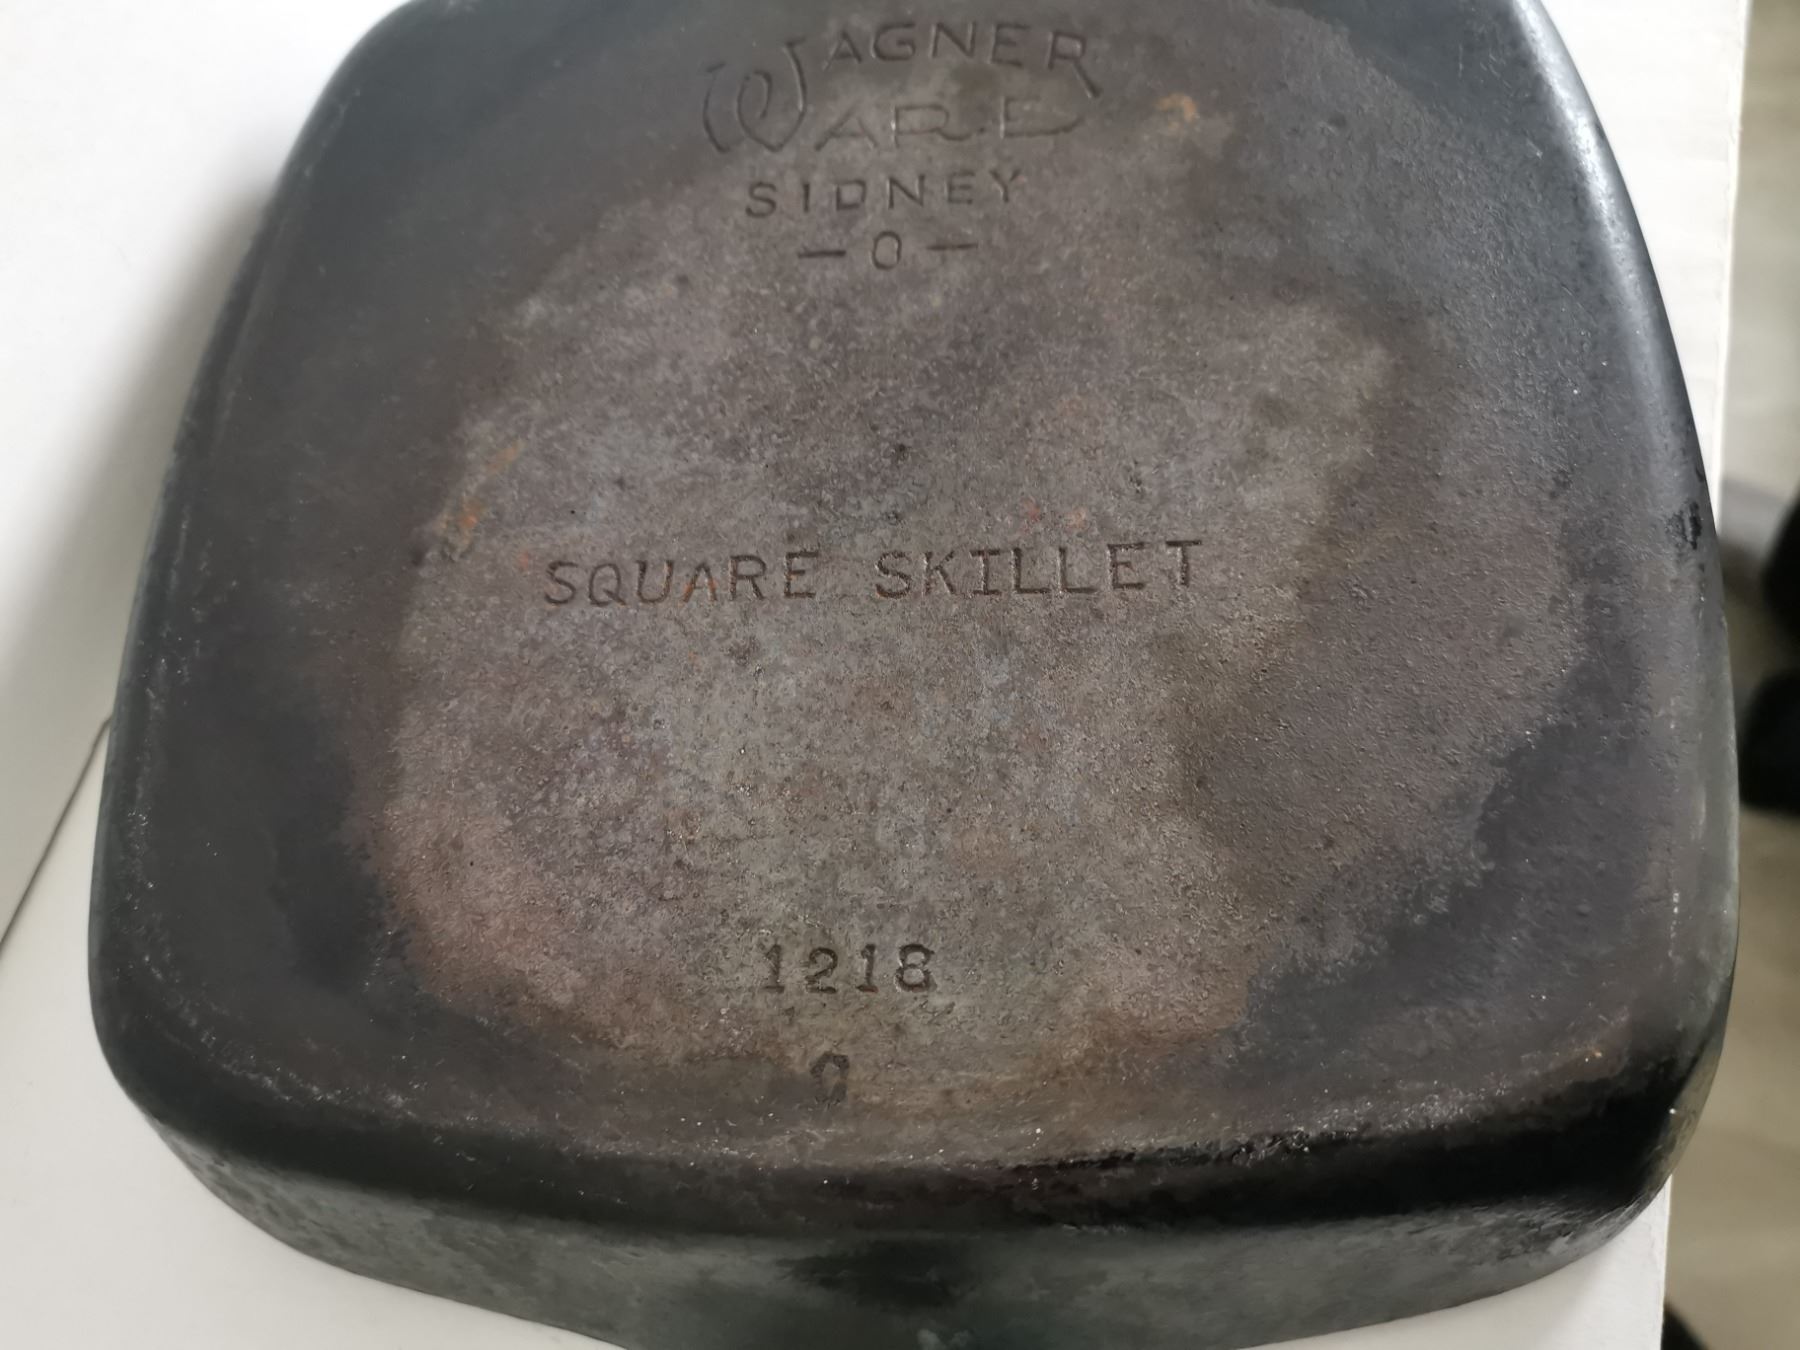 WAGNER
WARE
SIDNEY
-0-
SQUARE SKILLET
1218